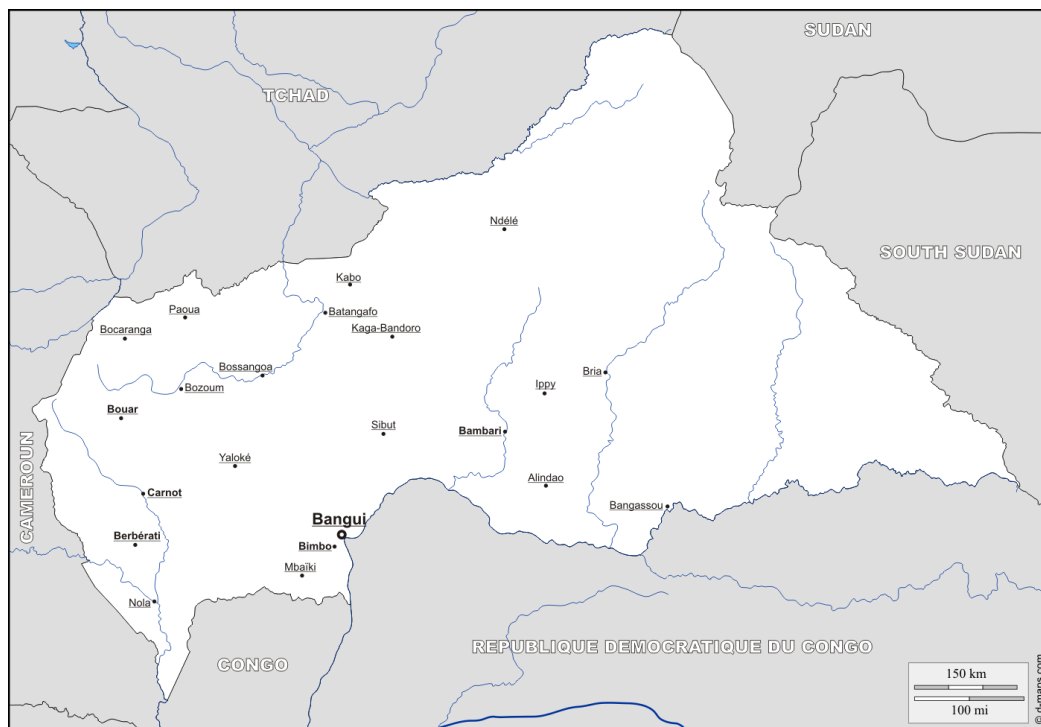 SUDAN
TCHAD
Ndélé
SOUTH SUDAN
Kabo
Paoua
Batangafo
Bocaranga
Kaga-Bandoro
Bossangoa
Bria
Ippy
Bozoum
Bouar
Sibut
Bambari
Yaloké
CAMEROUN
Alindao
Carnot
Bangassou
Bangui
Berbérati
Bimbo
Mbaïki
Nola
REPUBLIQUE DEMOCRATIQUE DU CONGO
CONGO
150 km
100 mi
© d-maps.com